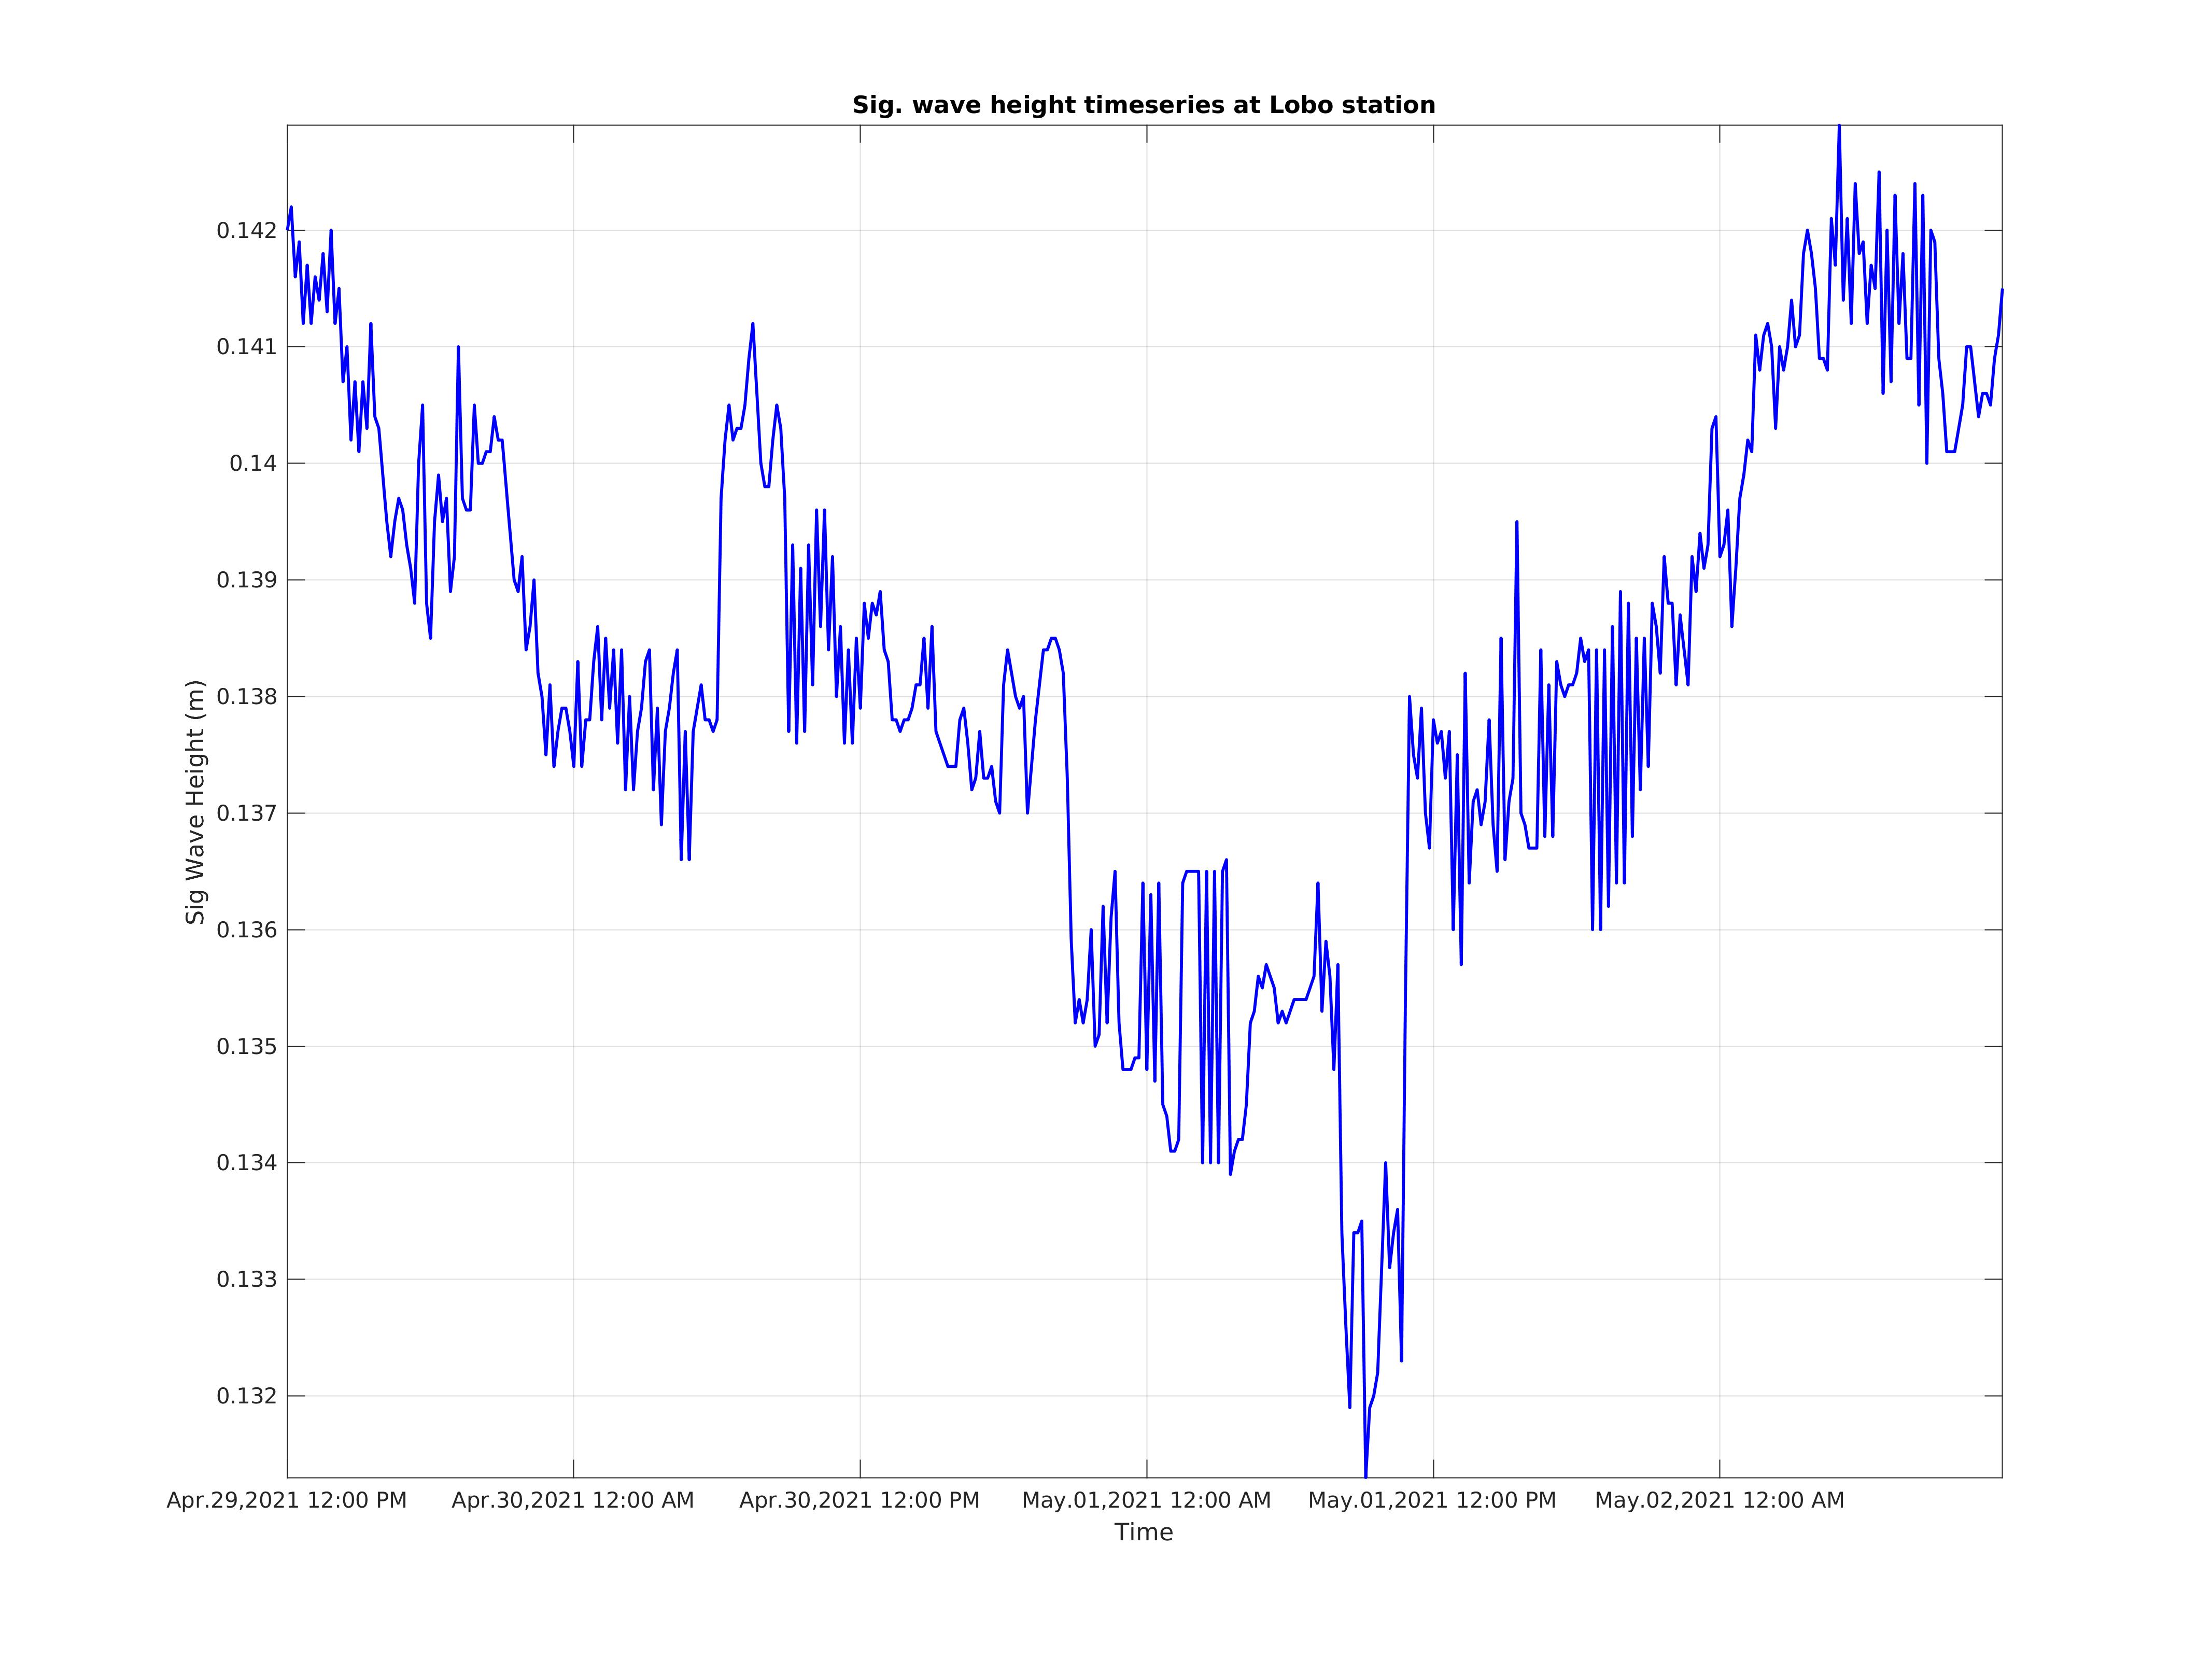 Sig. wave height timeseries at Lobo station
Sig Wave Height (m)
0.142
0.141
0.14
0.139
0.138
0.137
0.136
0.135
0.134
0.133
0.132
Apr.29,2021 12:00 PM Apr.30,2021 12:00 AM Apr.30,2021 12:00 PM May.01,2021 12:00 AM May.01,2021 12:00 PM May.02,2021 12:00 AM
Time